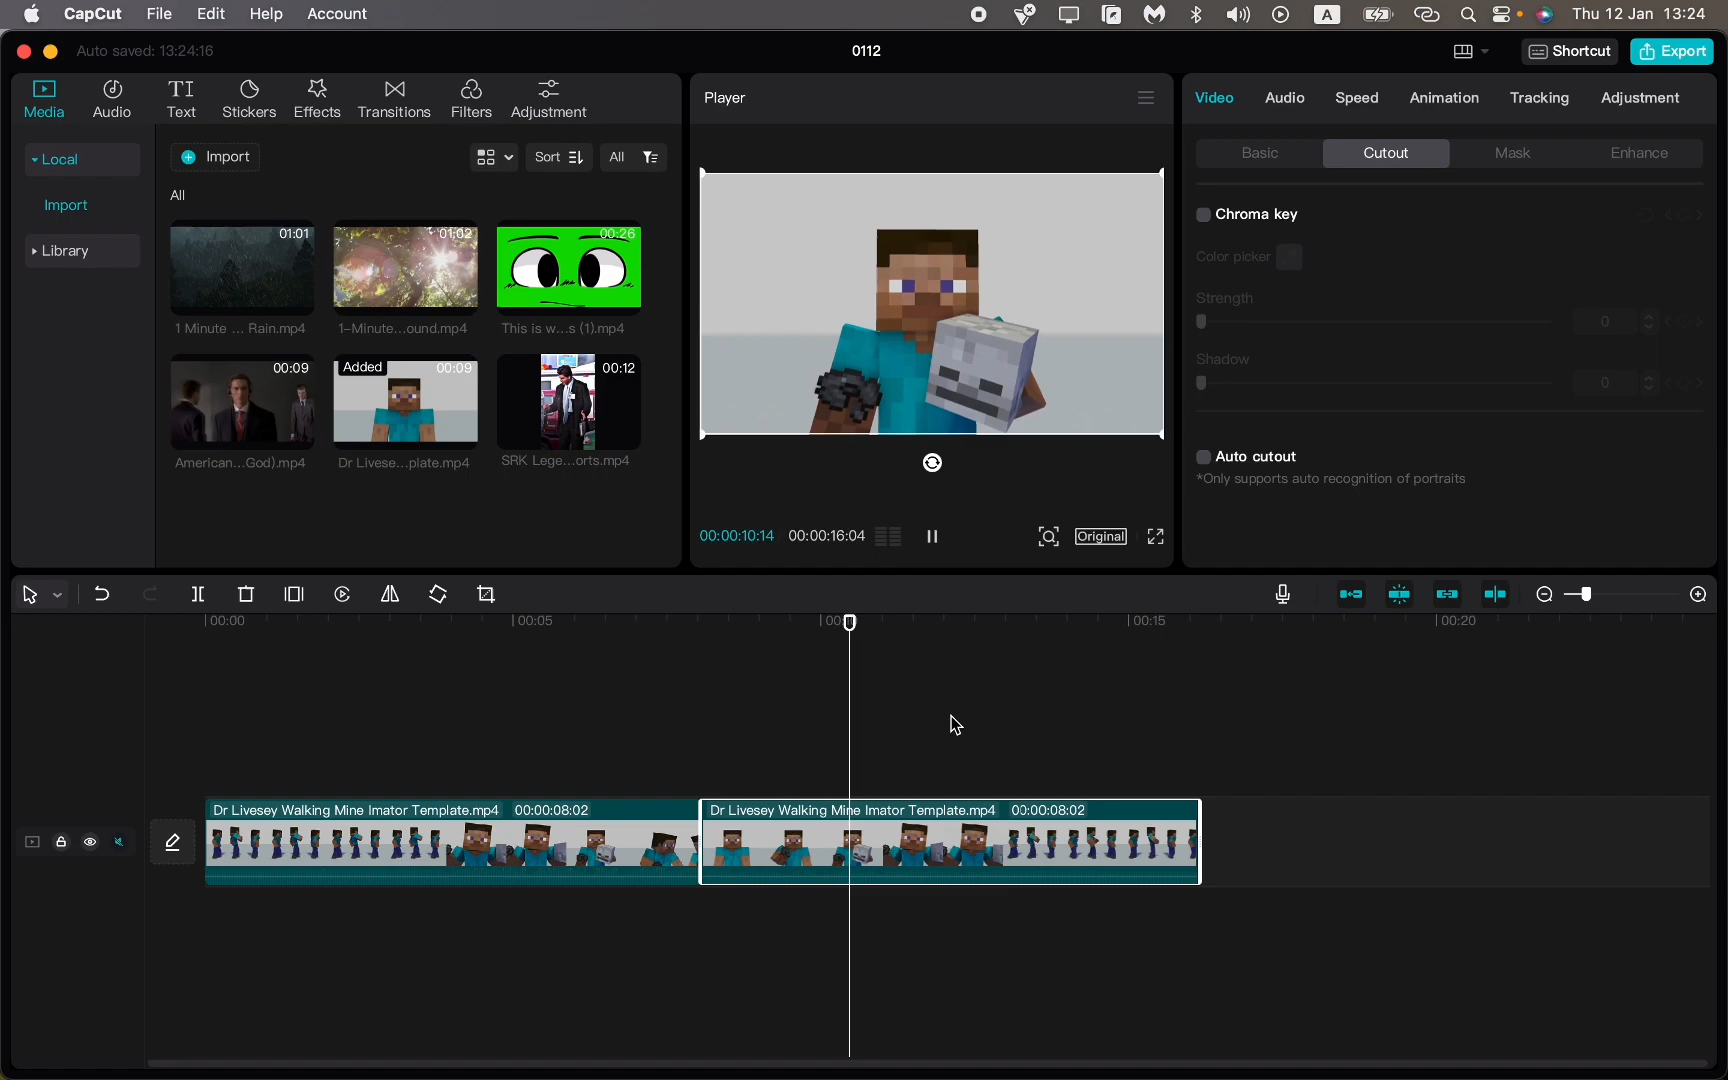 CapCut File Edit Help Account A Thu 12 Jan 13:24
Auto saved: 13:24:16 0112 Shortcut Export
Media Audio TI Text Stickers Effects Transitions Filters Adjustment
Local
Import
Library
Import Sort All
All
01:01 01:02 00:26
1 Minute ... Rain.mp4 1-Minute...ound.mp4 This is w...s (1).mp4
00:09 Added 00:09 00:12
American...God).mp4 Dr Livese...plate.mp4 SRK Lege...orts.mp4
Player
00:00:10:14 00:00:16:04 Original
Video Audio Speed Animation Tracking Adjustment
Basic Cutout Mask Enhance
Chroma key
Color picker
Strength
0
Shadow
0
Auto cutout
*Only supports auto recognition of portraits
00:00 00:05 00:15 00:20
Dr Livesey Walking Mine Imator Template.mp4 00:00:08:02 Dr Livesey Walking Mine Imator Template.mp4 00:00:08:02